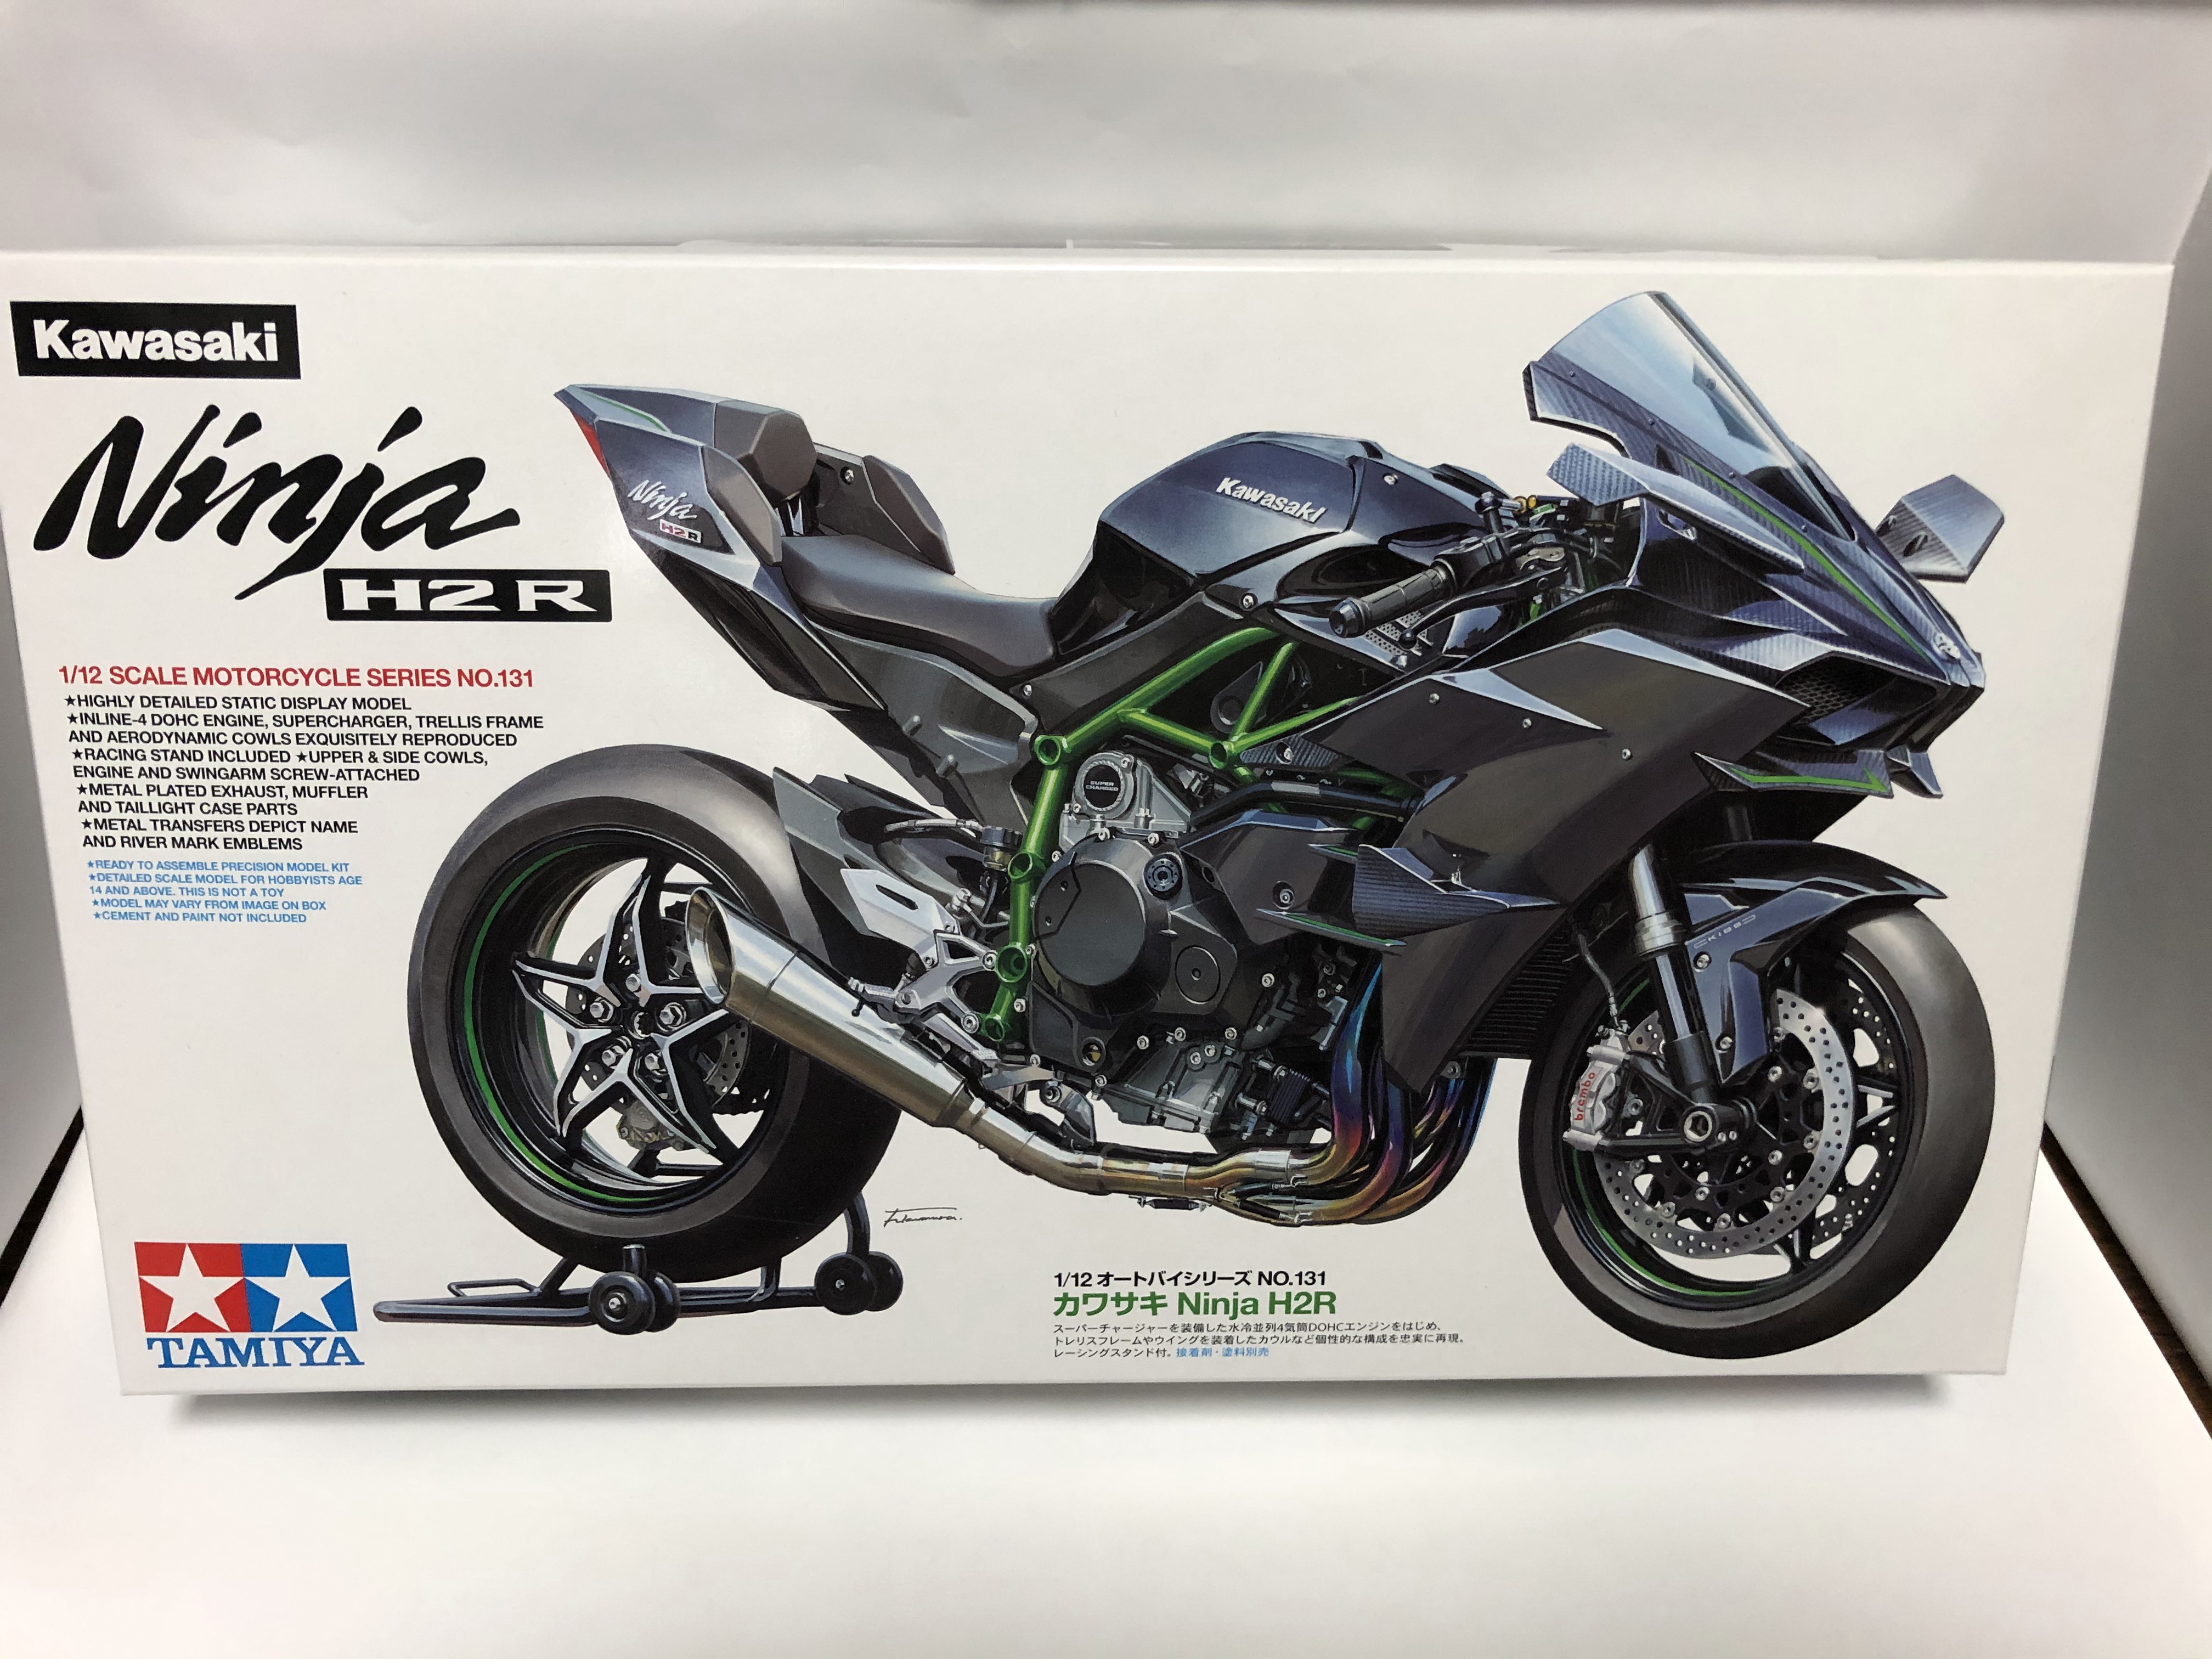 Kawasaki
Ninja
H2R
1/12 SCALE MOTORCYCLE SERIES NO.131
★HIGHLY DETAILED STATIC DISPLAY MODEL
★INLINE-4 DOHC ENGINE, SUPERCHARGER, TRELLIS FRAME
AND AERODYNAMIC COWLS EXQUISITELY REPRODUCED
★RACING STAND INCLUDED ★UPPER & SIDE COWLS,
ENGINE AND SWINGARM SCREW-ATTACHED
★METAL PLATED EXHAUST, MUFFLER
AND TAILLIGHT CASE PARTS
★METAL TRANSFERS DEPICT NAME
AND RIVER MARK EMBLEMS
★READY TO ASSEMBLE PRECISION MODEL KIT
★DETAILED SCALE MODEL FOR HOBBYISTS AGE
14 AND ABOVE. THIS IS NOT A TOY
★MODEL MAY VARY FROM IMAGE ON BOX
★CEMENT AND PAINT NOT INCLUDED
Ninja
H2R
Kawasaki
SUPER
CHARGED
brembo
TAMIYA
1/12 オートバイシリーズ NO.131
カワサキ Ninja H2R
スーパーチャージャーを装備した水冷並列4気筒DOHCエンジンをはじめ、
トレリスフレームやウイングを装着したカウルなど個性的な構成を忠実に再現。
レーシングスタンド付。接着剤・塗料別売